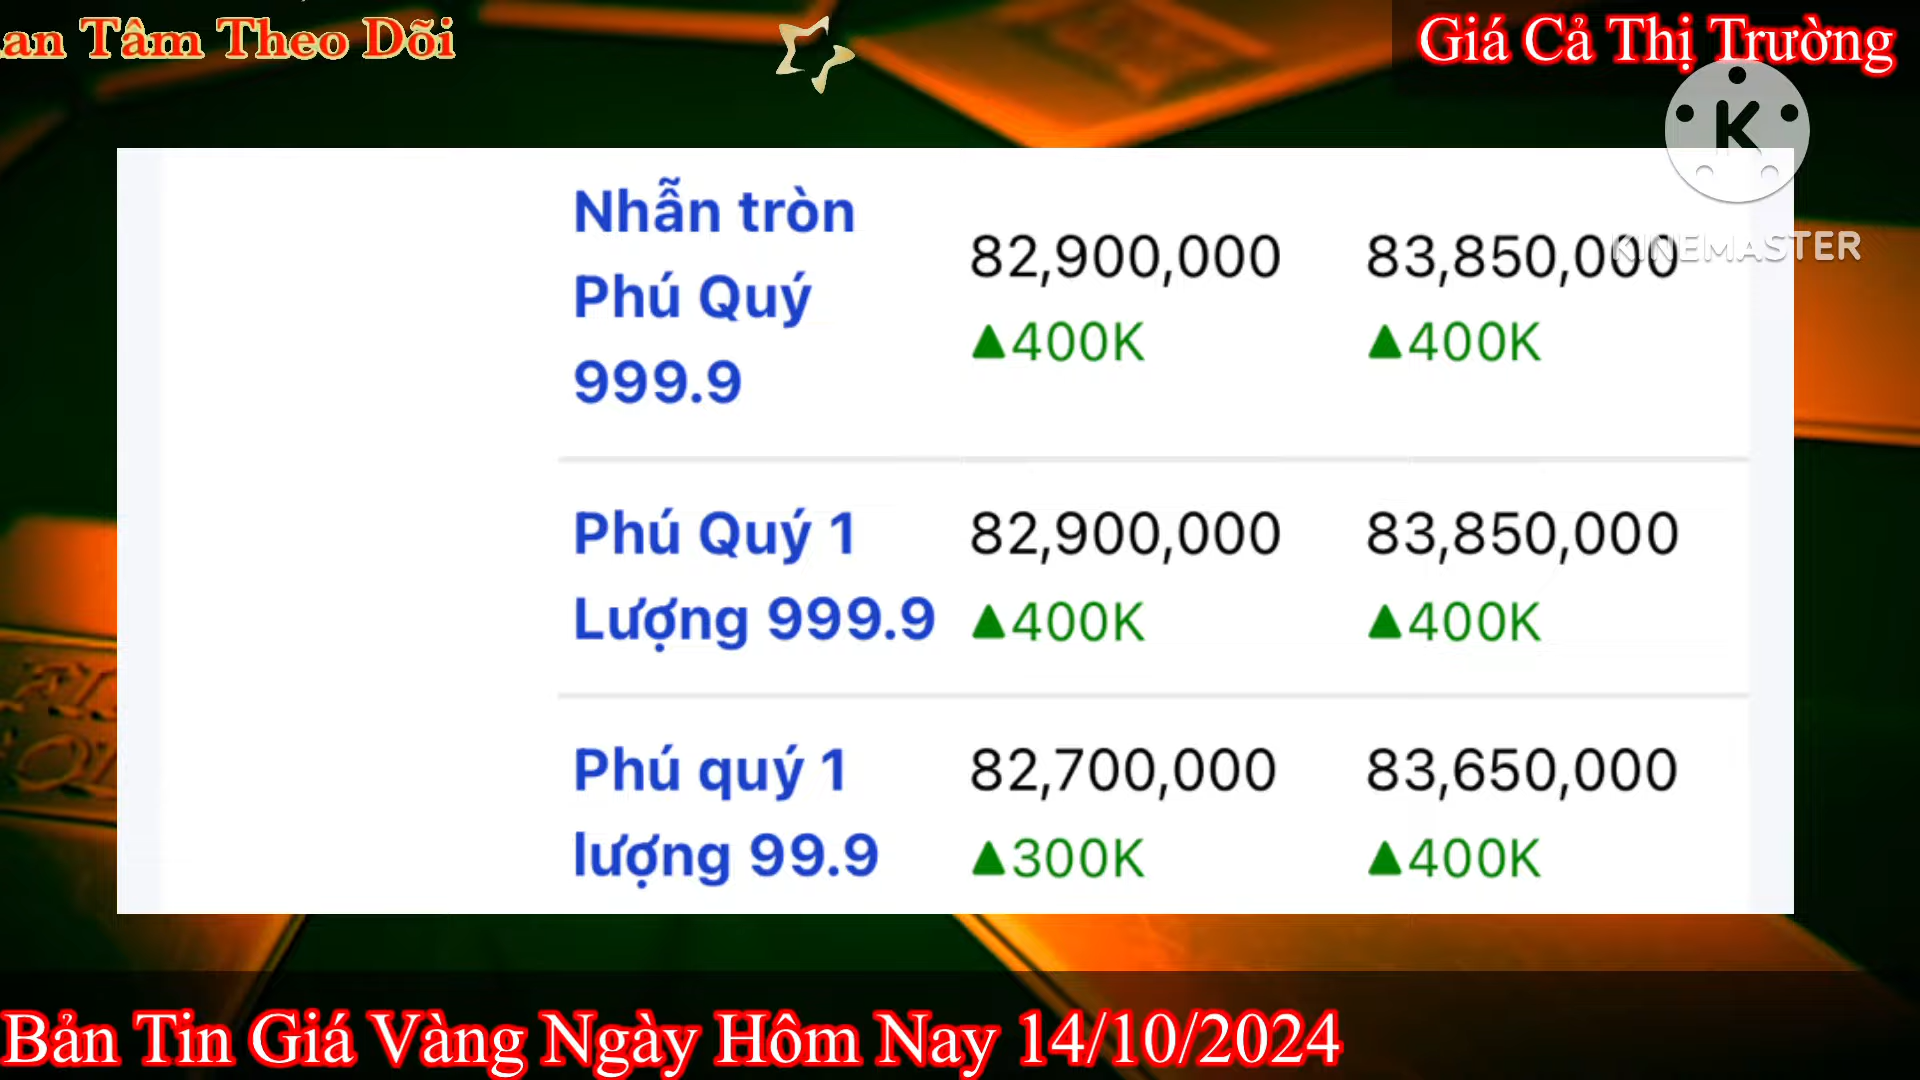 an Tâm Theo Dõi
Giá Cả Thị Trường
K
KINEMASTER
Nhẫn tròn
Phú Quý
999.9
82,900,000
83,850,000
▲400K
▲400K
Phú Quý 1
Lượng 999.9
82,900,000
83,850,000
▲400K
▲400K
Phú quý 1
lượng 99.9
82,700,000
83,650,000
▲300K
▲400K
Bản Tin Giá Vàng Ngày Hôm Nay 14/10/2024